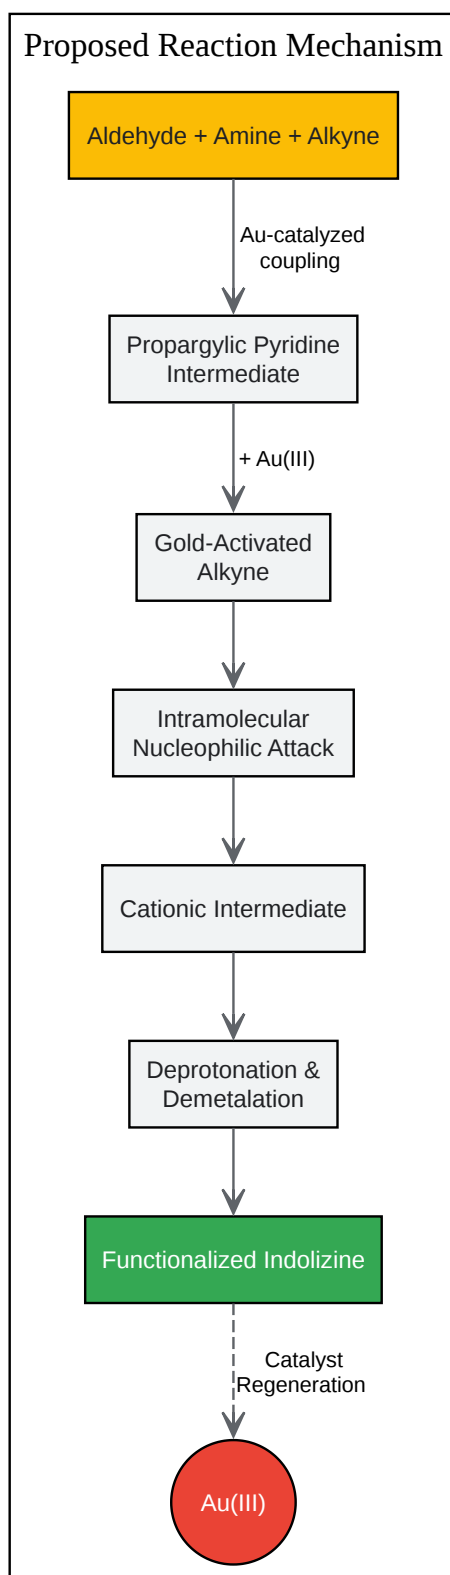 Proposed Reaction Mechanism
Aldehyde + Amine + Alkyne
Au-catalyzed
coupling
Propargylic Pyridine
Intermediate
+ Au(III)
Gold-Activated
Alkyne
Intramolecular
Nucleophilic Attack
Cationic Intermediate
Deprotonation &
Demetalation
Functionalized Indolizine
Catalyst
Regeneration
Au(III)